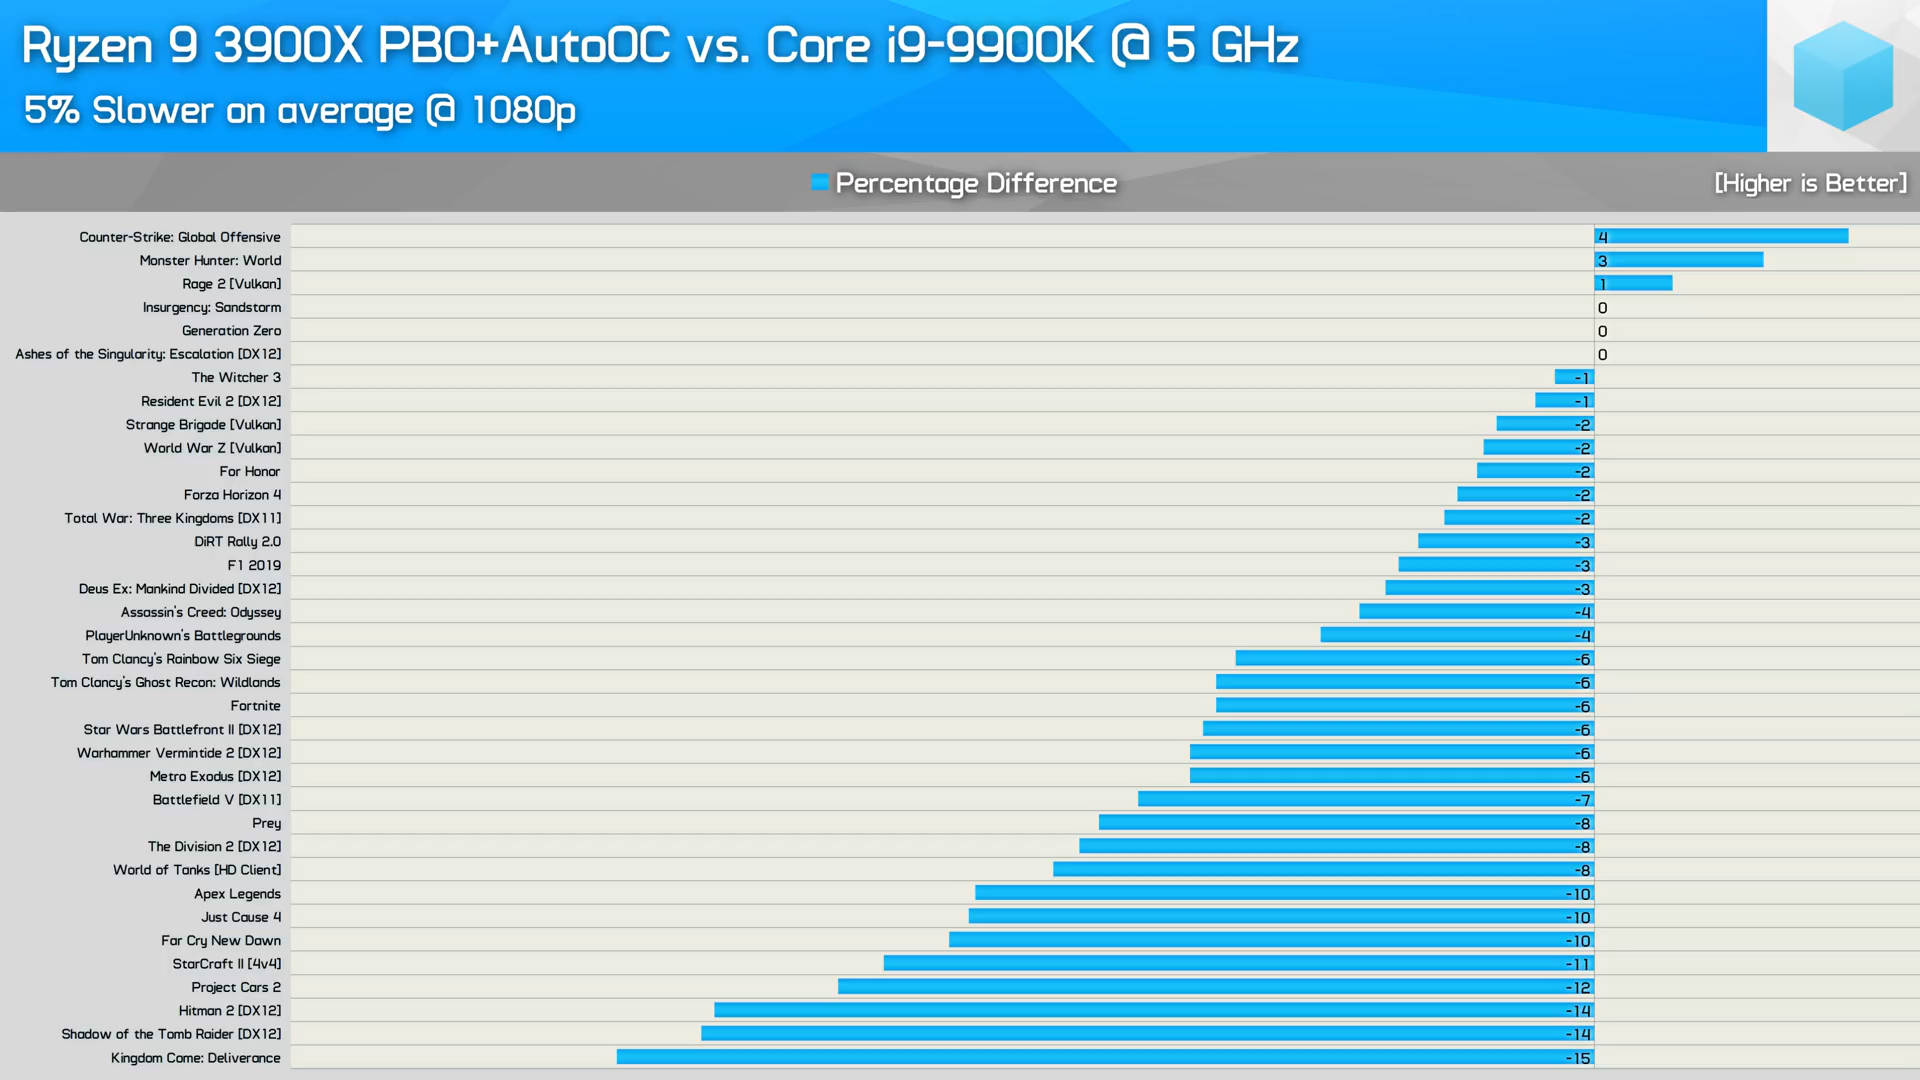 Ryzen 9 3900X PBO+AutoOC vs. Core i9-9900K @ 5 GHz
5% Slower on average @ 1080p
Percentage Difference [Higher is Better]
Counter-Strike: Global Offensive 4
Monster Hunter: World 3
Rage 2 [Vulkan] 1
Insurgency: Sandstorm 0
Generation Zero 0
Ashes of the Singularity: Escalation [DX12] 0
The Witcher 3 -1
Resident Evil 2 [DX12] -1
Strange Brigade [Vulkan] -2
World War Z [Vulkan] -2
For Honor -2
Forza Horizon 4 -2
Total War: Three Kingdoms [DX11] -2
DiRT Rally 2.0 -3
F1 2019 -3
Deus Ex: Mankind Divided [DX12] -3
Assassin's Creed: Odyssey -4
PlayerUnknown's Battlegrounds -4
Tom Clancy's Rainbow Six Siege -6
Tom Clancy's Ghost Recon: Wildlands -6
Fortnite -6
Star Wars Battlefront II [DX12] -6
Warhammer Vermintide 2 [DX12] -6
Metro Exodus [DX12] -6
Battlefield V [DX11] -7
Prey -8
The Division 2 [DX12] -8
World of Tanks [HD Client] -8
Apex Legends -10
Just Cause 4 -10
Far Cry New Dawn -10
StarCraft II [4v4] -11
Project Cars 2 -12
Hitman 2 [DX12] -14
Shadow of the Tomb Raider [DX12] -14
Kingdom Come: Deliverance -15